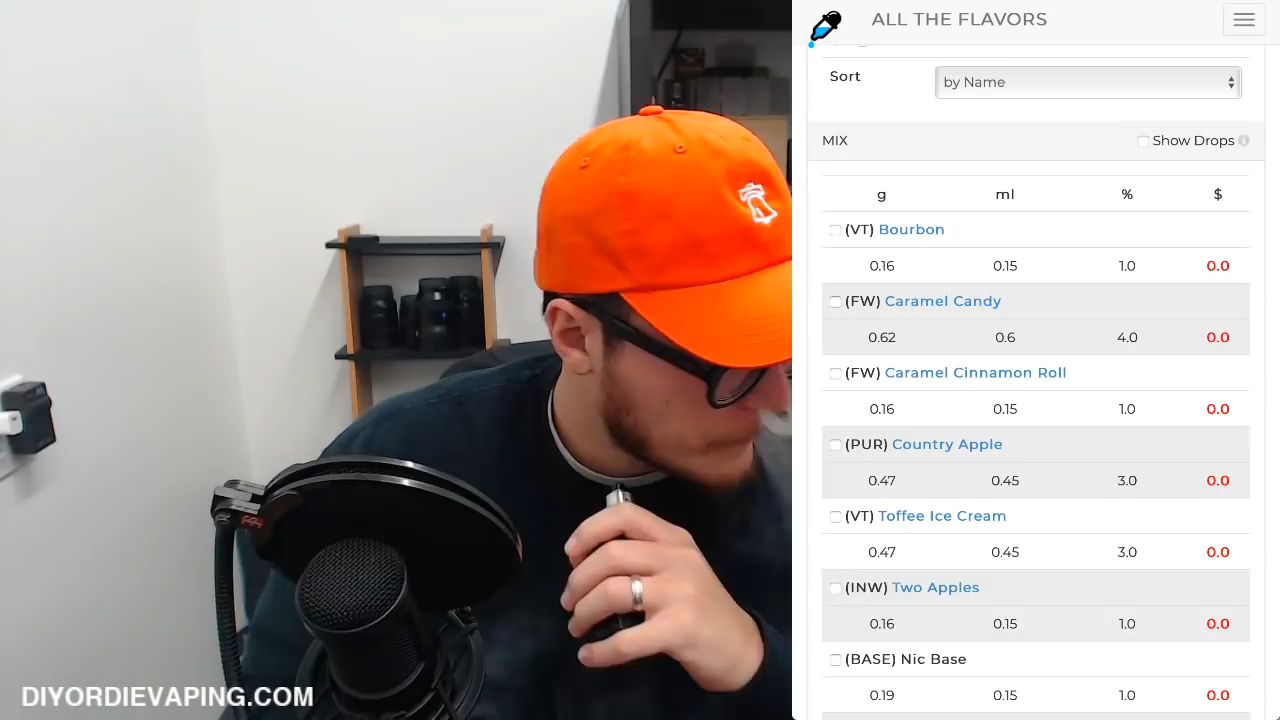 ALL THE FLAVORS
Sort
by Name
MIX
Show Drops
g ml % $
(VT) Bourbon
0.16 0.15 1.0 0.0
(FW) Caramel Candy
0.62 0.6 4.0 0.0
(FW) Caramel Cinnamon Roll
0.16 0.15 1.0 0.0
(PUR) Country Apple
0.47 0.45 3.0 0.0
(VT) Toffee Ice Cream
0.47 0.45 3.0 0.0
(INW) Two Apples
0.16 0.15 1.0 0.0
(BASE) Nic Base
0.19 0.15 1.0 0.0
DIYORDIEVAPING.COM